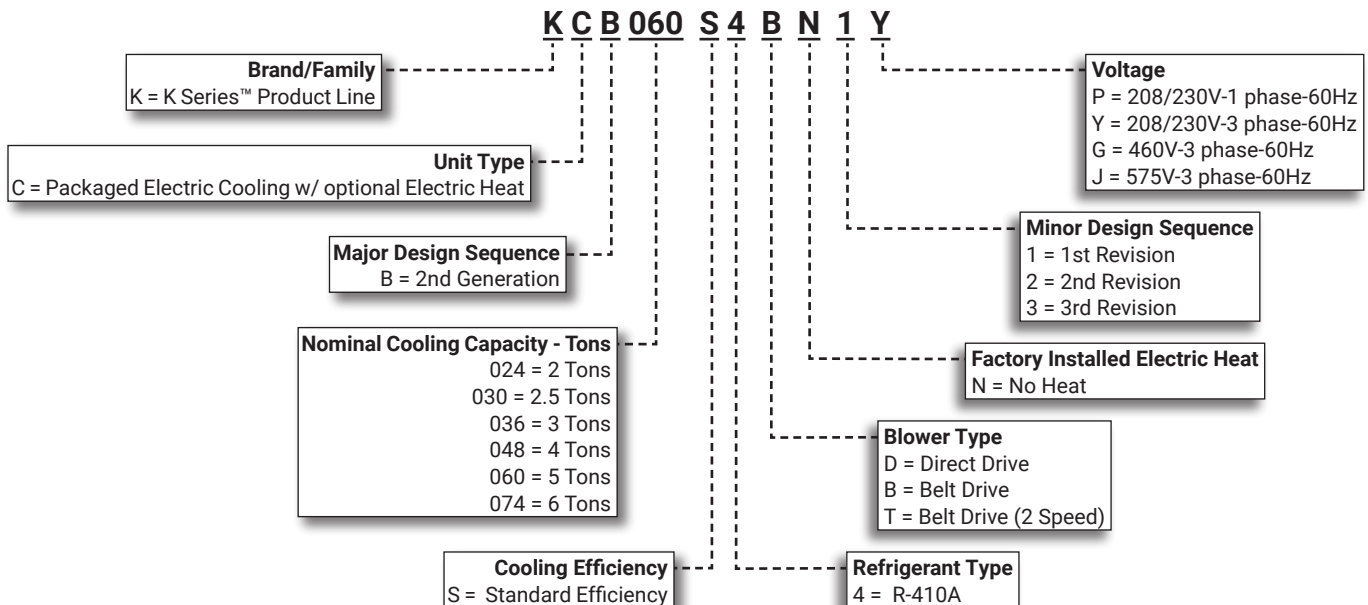 K C B 060 S 4 B N 1 Y
Brand/Family
K = K Series™ Product Line
Unit Type
C = Packaged Electric Cooling w/ optional Electric Heat
Major Design Sequence
B = 2nd Generation
Nominal Cooling Capacity - Tons
024 = 2 Tons
030 = 2.5 Tons
036 = 3 Tons
048 = 4 Tons
060 = 5 Tons
074 = 6 Tons
Cooling Efficiency
S = Standard Efficiency
Voltage
P = 208/230V-1 phase-60Hz
Y = 208/230V-3 phase-60Hz
G = 460V-3 phase-60Hz
J = 575V-3 phase-60Hz
Minor Design Sequence
1 = 1st Revision
2 = 2nd Revision
3 = 3rd Revision
Factory Installed Electric Heat
N = No Heat
Blower Type
D = Direct Drive
B = Belt Drive
T = Belt Drive (2 Speed)
Refrigerant Type
4 = R-410A